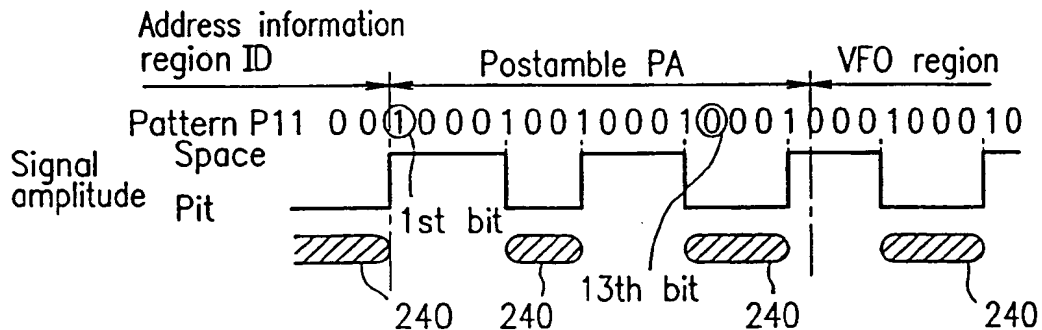 Address information region ID
Postamble PA
VFO region
Pattern P11 0 0 1 0 0 0 1 0 0 1 0 0 0 1 0 0 0 1 0 0 0 1 0 0 0 1 0
Signal amplitude
Space
Pit
1st bit
13th bit
240
240
240
240